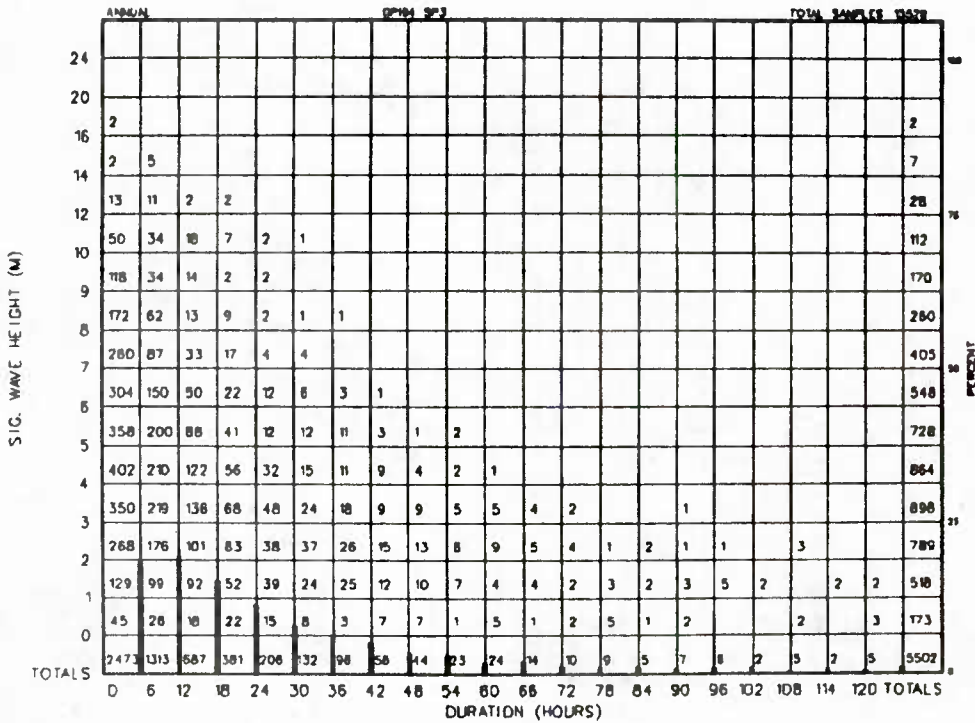 ANNUAL TOTAL SAMPLES
24
20
2 2
16
2 5 7
14
13 11 2 2 28
12 75
50 34 18 7 2 1 112
10
118 34 14 2 2 170
9
172 62 13 9 2 1 1 260
8
280 87 33 17 4 4 405
7 PERCENT
304 150 50 22 12 6 3 1 548
6
358 200 88 41 12 12 11 3 1 2 728
5
402 210 122 56 32 15 11 9 4 2 1 864
4
350 219 136 68 48 24 18 9 9 5 5 4 2 1 898
3 25
268 176 101 83 38 37 26 15 13 8 9 5 4 1 2 1 1 3 789
2
129 99 92 52 39 24 25 12 10 7 4 4 2 3 2 3 5 2 2 2 518
1
45 26 18 22 15 8 3 7 7 1 5 1 2 5 1 2 2 3 173
0
TOTALS 2473 1313 687 381 206 132 98 58 44 23 24 14 10 9 5 7 6 2 5 2 5 5502
0 6 12 18 24 30 36 42 48 54 60 66 72 78 84 90 96 102 108 114 120 TOTALS
DURATION (HOURS)
SIG. WAVE HEIGHT (M)